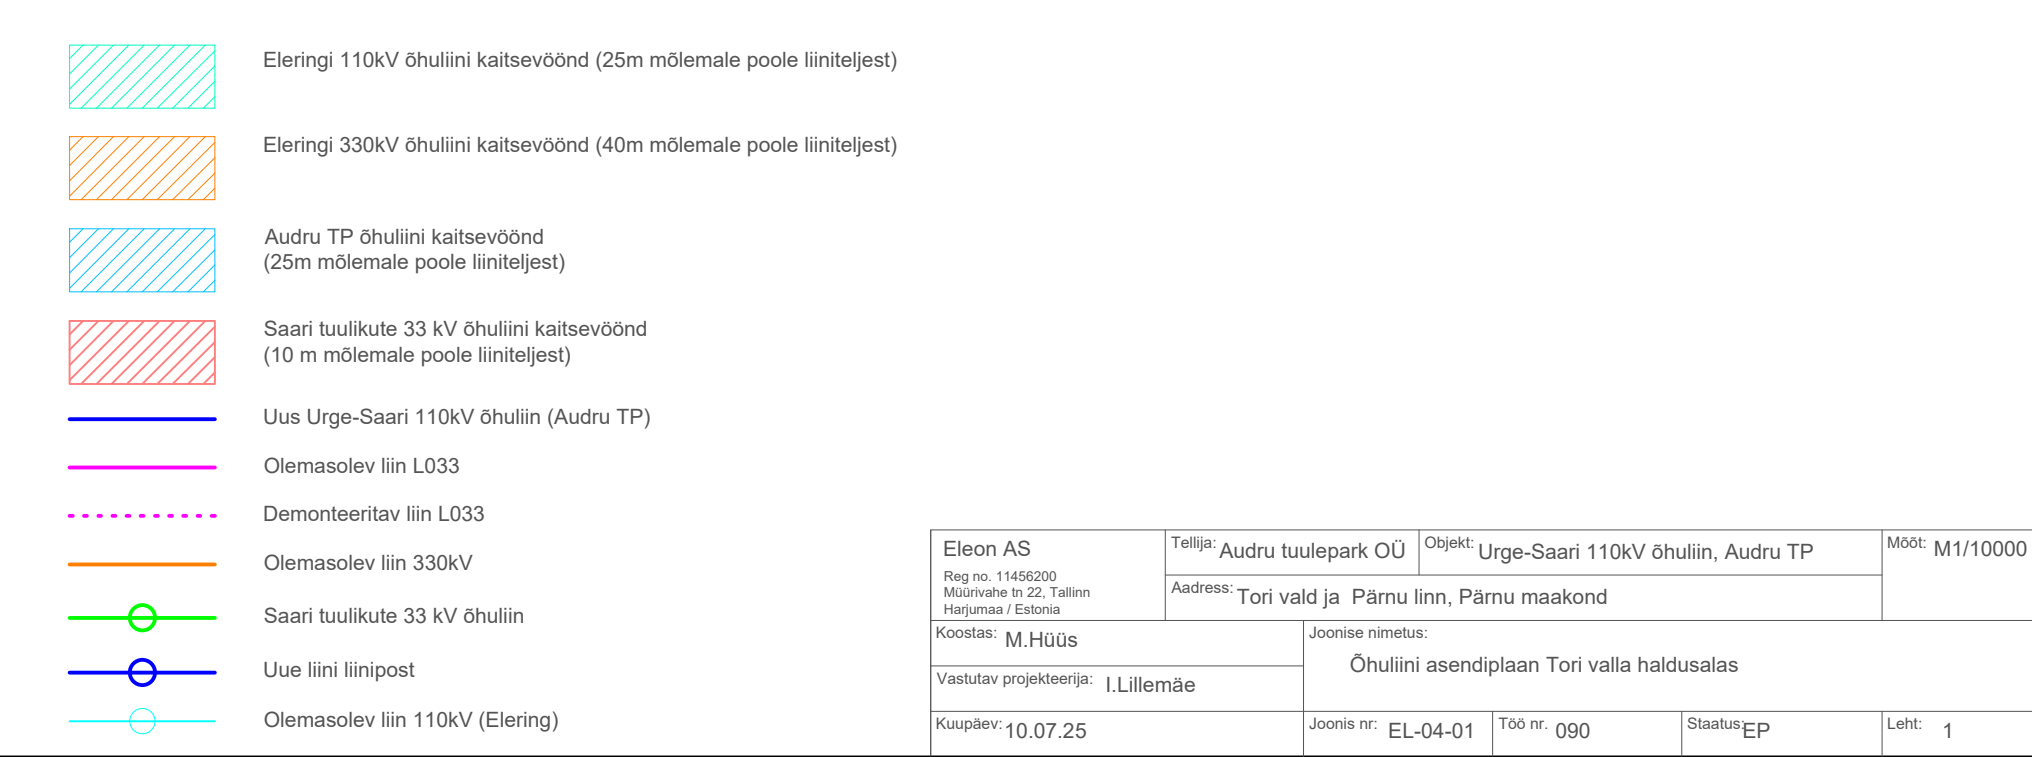 Eleringi 110kV õhuliini kaitsevöönd (25m mõlemale poole liiniteljest)
Eleringi 330kV õhuliini kaitsevöönd (40m mõlemale poole liiniteljest)
Audru TP õhuliini kaitsevöönd
(25m mõlemale poole liiniteljest)
Saari tuulikute 33 kV õhuliini kaitsevöönd
(10 m mõlemale poole liiniteljest)
Uus Urge-Saari 110kV õhuliin (Audru TP)
Olemasolev liin L033
Demonteeritav liin L033
Olemasolev liin 330kV
Saari tuulikute 33 kV õhuliin
Uue liini liinipost
Olemasolev liin 110kV (Elering)
Eleon AS
Reg no. 11456200
Müürivahe tn 22, Tallinn
Harjumaa / Estonia
Tellija: Audru tuulepark OÜ
Objekt: Urge-Saari 110kV õhuliin, Audru TP
Mõõt: M1/10000
Aadress: Tori vald ja Pärnu linn, Pärnu maakond
Koostas: M.Hüüs
Joonise nimetus:
Õhuliini asendiplaan Tori valla haldusalas
Vastutav projekteerija: I.Lillemäe
Kuupäev: 10.07.25
Joonis nr: EL-04-01
Töö nr. 090
Staatus: EP
Leht: 1